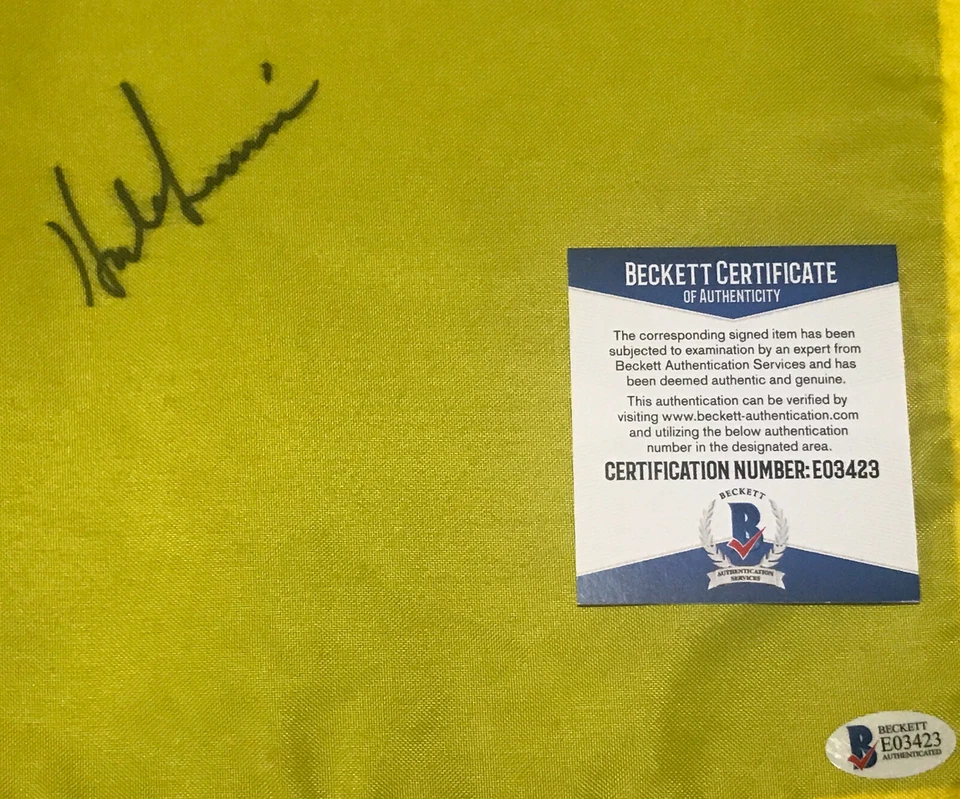 BECKETT CERTIFICATE
OF AUTHENTICITY
The corresponding signed item has been
subjected to examination by an expert from
Beckett Authentication Services and has
been deemed authentic and genuine.
This authentication can be verified by
visiting www.beckett-authentication.com
and utilizing the below authentication
number in the designated area.
CERTIFICATION NUMBER: E03423
BECKETT
B
AUTHENTICATION
SERVICES
B
BECKETT
E03423
AUTHENTICATED